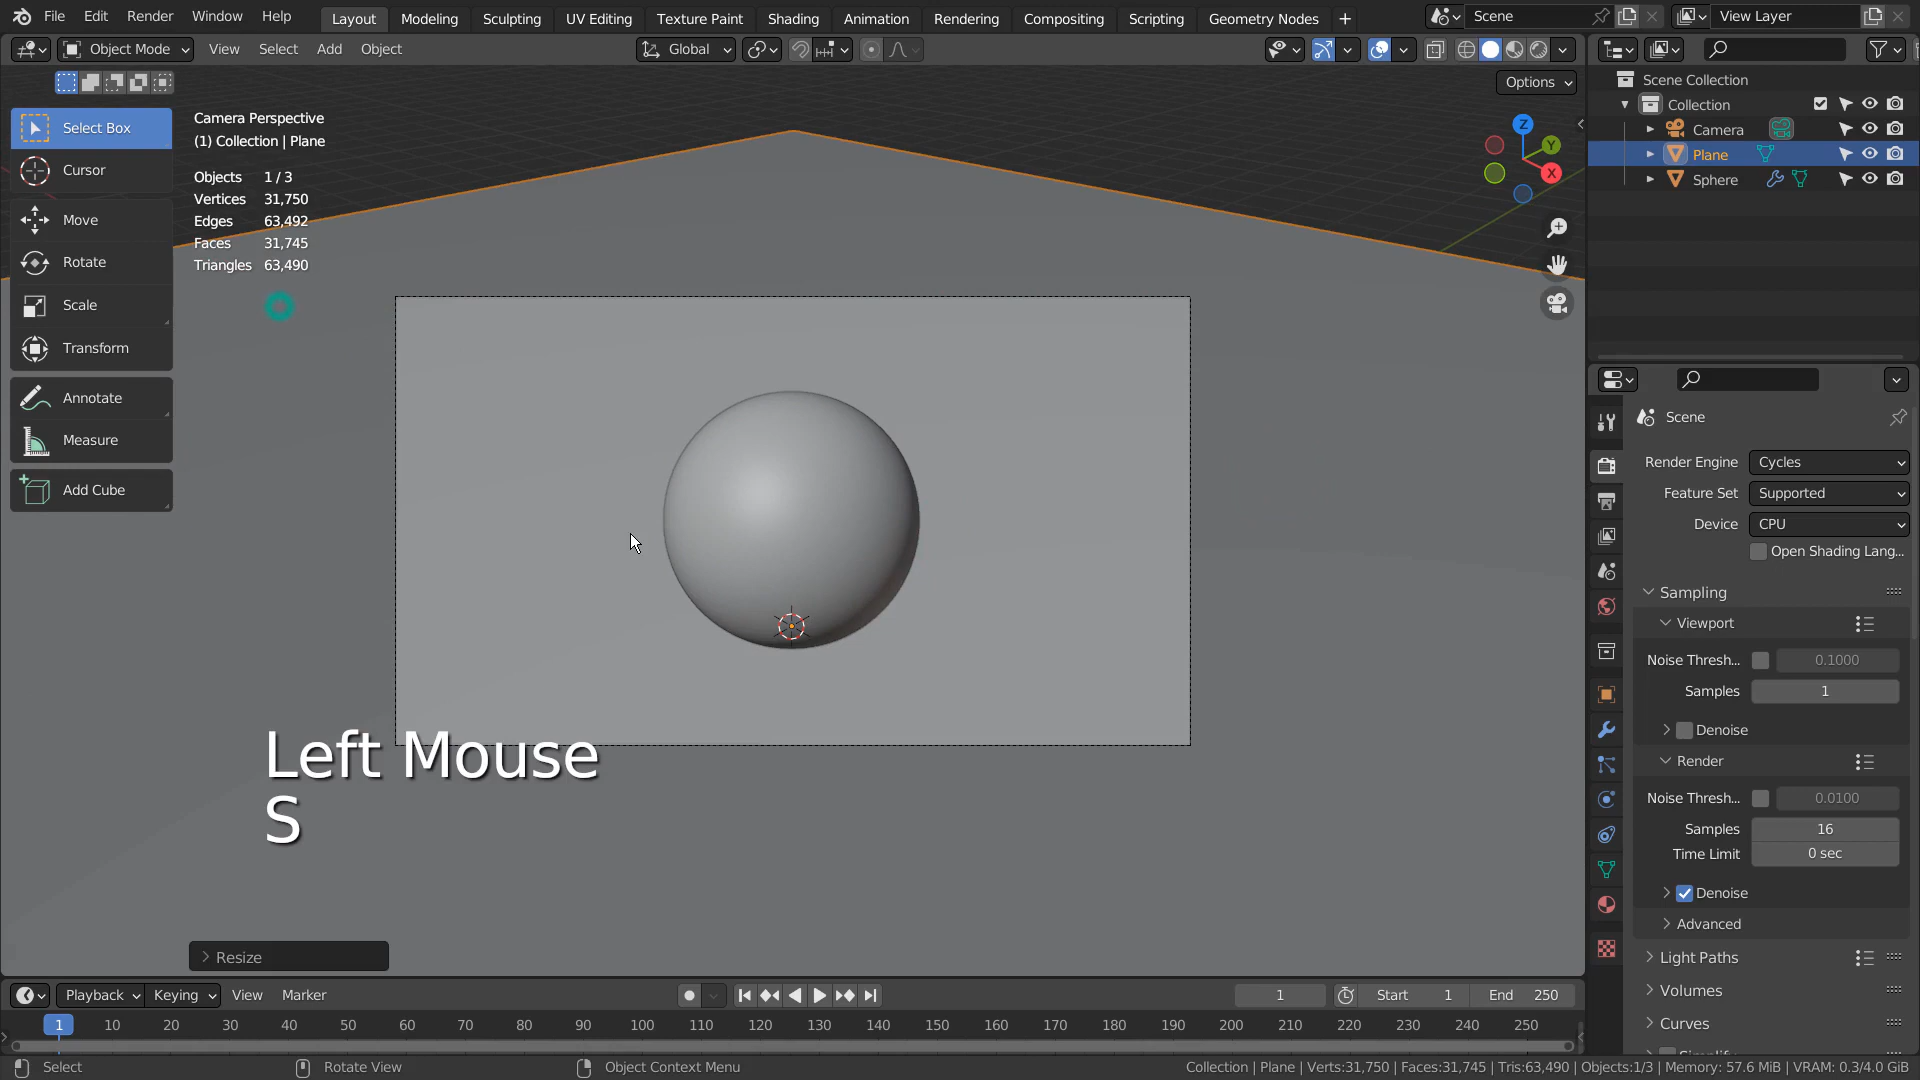 File Edit Render Window Help Layout Modeling Sculpting UV Editing Texture Paint Shading Animation Rendering Compositing Scripting Geometry Nodes + Scene View Layer
Object Mode View Select Add Object Global
Options
Scene Collection
Collection
Camera
Plane
Sphere
Select Box
Cursor
Move
Rotate
Scale
Transform
Annotate
Measure
Add Cube
Camera Perspective
(1) Collection | Plane
Objects 1 / 3
Vertices 31,750
Edges 63,492
Faces 31,745
Triangles 63,490
Z
Y
X
Left Mouse
S
Resize
Scene
Render Engine Cycles
Feature Set Supported
Device CPU
Open Shading Lang...
Sampling
Viewport
Noise Thresh... 0.1000
Samples 1
Denoise
Render
Noise Thresh... 0.0100
Samples 16
Time Limit 0 sec
Denoise
Advanced
Light Paths
Volumes
Curves
Playback Keying View Marker 1 Start 1 End 250
1 10 20 30 40 50 60 70 80 90 100 110 120 130 140 150 160 170 180 190 200 210 220 230 240 250
Select Rotate View Object Context Menu Collection | Plane | Verts:31,750 | Faces:31,745 | Tris:63,490 | Objects:1/3 | Memory: 57.6 MiB | VRAM: 0.3/4.0 GiB